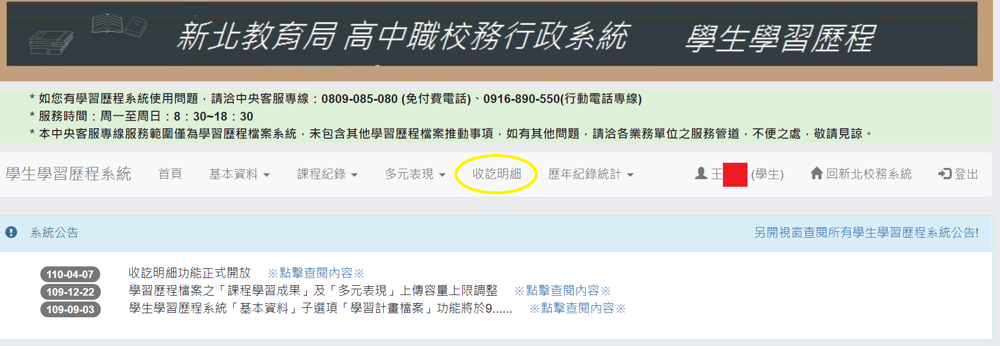 新北教育局 高中職校務行政系統 學生學習歷程
* 如您有學習歷程系統使用問題，請洽中央客服專線：0809-085-080 (免付費電話)、0916-890-550(行動電話專線)
* 服務時間：周一至周日：8：30~18：30
* 本中央客服專線服務範圍僅為學習歷程檔案系統，未包含其他學習歷程檔案推動事項，如有其他問題，請洽各業務單位之服務管道，不便之處，敬請見諒。
學生學習歷程系統 首頁 基本資料 課程紀錄 多元表現 收訖明細 歷年紀錄統計 王 (學生) 回新北校務系統 登出
系統公告 另開視窗查閱所有學生學習歷程系統公告!
110-04-07 收訖明細功能正式開放 ※點擊查閱內容※
109-12-22 學習歷程檔案之「課程學習成果」及「多元表現」上傳容量上限調整 ※點擊查閱內容※
109-09-03 學生學習歷程系統「基本資料」子選項「學習計畫檔案」功能將於9...... ※點擊查閱內容※